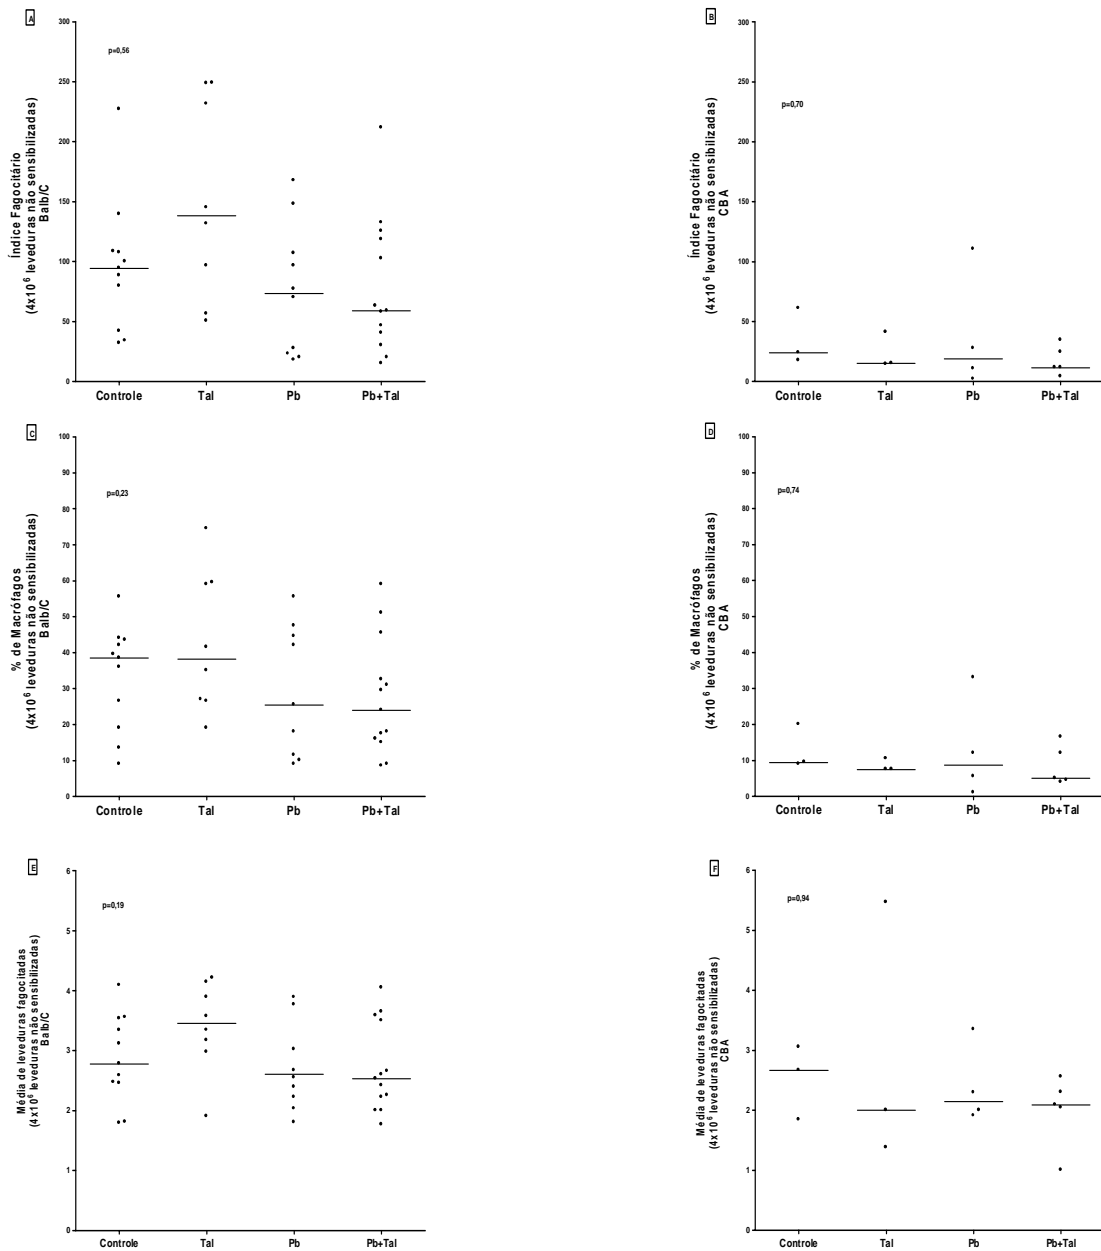 A
300
250
200
150
100
50
0
p=0,56
Índice Fagocitário
(4x10⁶ leveduras não sensibilizadas)
Balb/C
Controle Tal Pb Pb+Tal
B
300
250
200
150
100
50
0
p=0,70
Índice Fagocitário
(4x10⁶ leveduras não sensibilizadas)
CBA
Controle Tal Pb Pb+Tal
C
100
90
80
70
60
50
40
30
20
10
0
p=0,23
% de Macrófagos
(4x10⁶ leveduras não sensibilizadas)
Balb/C
Controle Tal Pb Pb+Tal
D
100
90
80
70
60
50
40
30
20
10
0
p=0,74
% de Macrófagos
(4x10⁶ leveduras não sensibilizadas)
CBA
Controle Tal Pb Pb+Tal
E
6
5
4
3
2
1
0
p=0,19
Média de leveduras fagocitadas
(4x10⁶ leveduras não sensibilizadas)
Balb/C
Controle Tal Pb Pb+Tal
F
6
5
4
3
2
1
0
p=0,94
Média de leveduras fagocitadas
(4x10⁶ leveduras não sensibilizadas)
CBA
Controle Tal Pb Pb+Tal